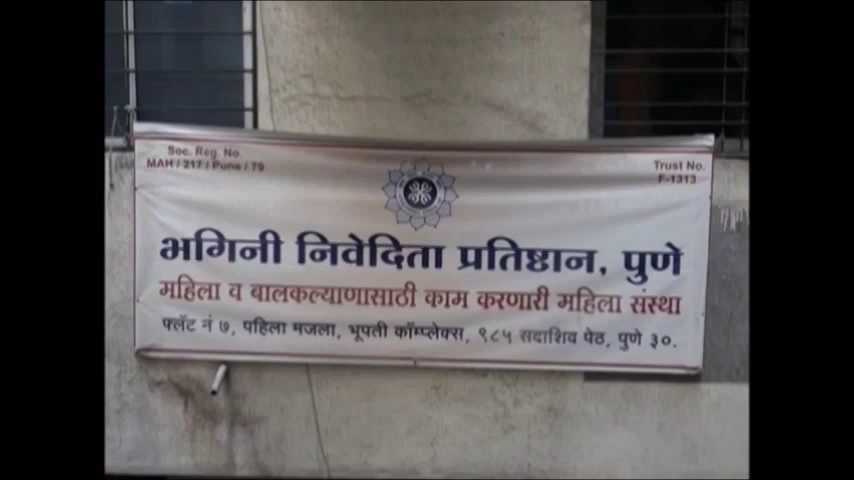 Soc. Reg. No.
MAH / 217 / Pune / 79
Trust No.
F-1313
भगिनी निवेदिता प्रतिष्ठान, पुणे
महिला व बालकल्याणासाठी काम करणारी महिला संस्था
फ्लॅट नं ७, पहिला मजला, भूपती कॉम्प्लेक्स, ९८५ सदाशिव पेठ, पुणे ३०.